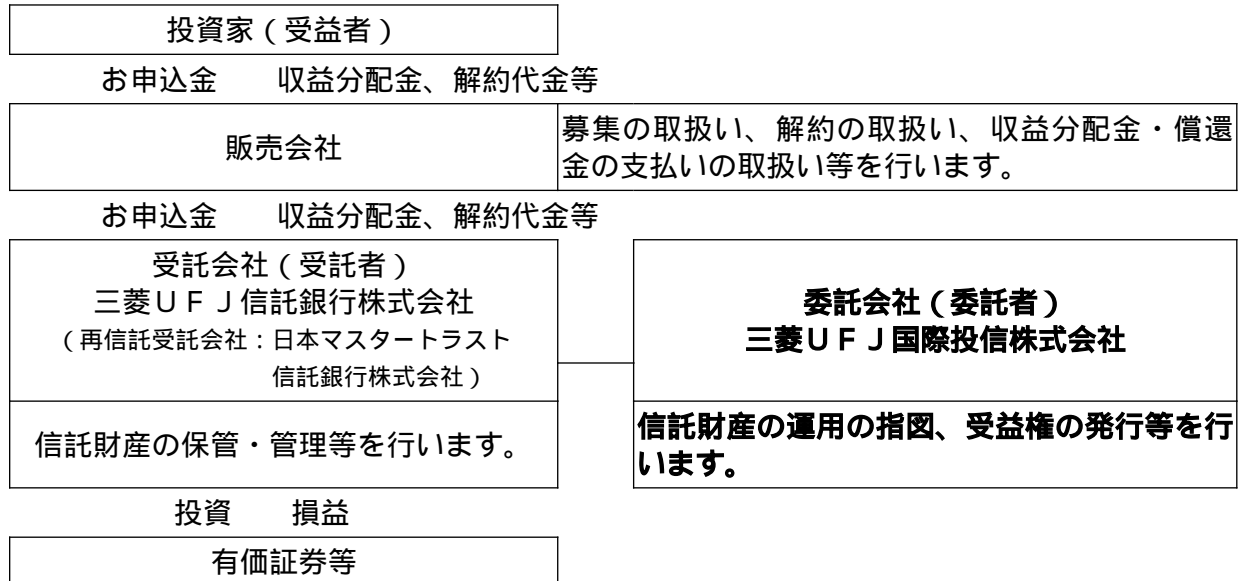 投資家(受益者)
お申込金　　収益分配金、解約代金等
販売会社
募集の取扱い、解約の取扱い、収益分配金・償還
金の支払いの取扱い等を行います。
お申込金　　収益分配金、解約代金等
受託会社(受託者)
三菱UFJ信託銀行株式会社
(再信託受託会社:日本マスタートラスト
信託銀行株式会社)
委託会社(委託者)
三菱UFJ国際投信株式会社
信託財産の保管・管理等を行います。
信託財産の運用の指図、受益権の発行等を行
います。
投資　　損益
有価証券等